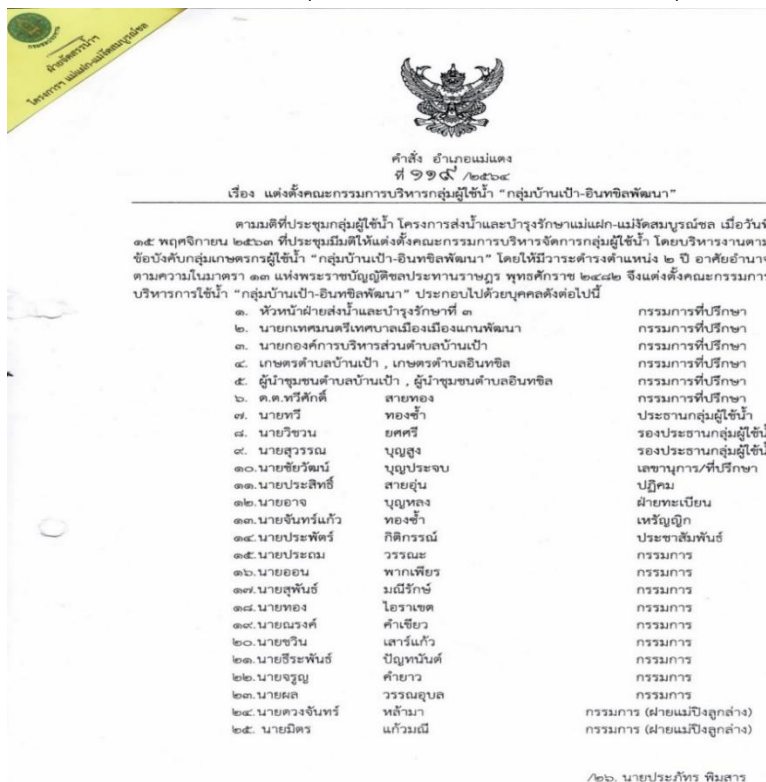 ฝ่ายจัดสรรน้ำฯ
โครงการฯ แม่แฝก-แม่งัดสมบูรณ์ชล
คำสั่ง อำเภอแม่แตง
ที่ ๑๑๙ /๒๕๖๔
เรื่อง แต่งตั้งคณะกรรมการบริหารกลุ่มผู้ใช้น้ำ “กลุ่มบ้านเป้า-อินทขิลพัฒนา”
ตามมติที่ประชุมกลุ่มผู้ใช้น้ำ โครงการส่งน้ำและบำรุงรักษาแม่แฝก-แม่งัดสมบูรณ์ชล เมื่อวันที่
๑๕ พฤศจิกายน ๒๕๖๓ ที่ประชุมมีมติให้แต่งตั้งคณะกรรมการบริหารจัดการกลุ่มผู้ใช้น้ำ โดยบริหารงานตาม
ข้อบังคับกลุ่มเกษตรกรผู้ใช้น้ำ “กลุ่มบ้านเป้า-อินทขิลพัฒนา” โดยให้มีวาระดำรงตำแหน่ง ๒ ปี อาศัยอำนาจ
ตามความในมาตรา ๑๓ แห่งพระราชบัญญัติชลประทานราษฎร พุทธศักราช ๒๔๘๒ จึงแต่งตั้งคณะกรรมการ
บริหารการใช้น้ำ “กลุ่มบ้านเป้า-อินทขิลพัฒนา” ประกอบไปด้วยบุคคลดังต่อไปนี้
๑. หัวหน้าฝ่ายส่งน้ำและบำรุงรักษาที่ ๓ กรรมการที่ปรึกษา
๒. นายกเทศมนตรีเทศบาลเมืองเมืองแกนพัฒนา กรรมการที่ปรึกษา
๓. นายกองค์การบริหารส่วนตำบลบ้านเป้า กรรมการที่ปรึกษา
๔. เกษตรตำบลบ้านเป้า , เกษตรตำบลอินทขิล กรรมการที่ปรึกษา
๕. ผู้นำชุมชนตำบลบ้านเป้า , ผู้นำชุมชนตำบลอินทขิล กรรมการที่ปรึกษา
๖. ด.ต.ทวีศักดิ์ สายทอง กรรมการที่ปรึกษา
๗. นายทวี ทองซ้ำ ประธานกลุ่มผู้ใช้น้ำ
๘. นายวิชวน ยศศรี รองประธานกลุ่มผู้ใช้น้ำ
๙. นายสุวรรณ บุญสูง รองประธานกลุ่มผู้ใช้น้ำ
๑๐.นายชัยวัฒน์ บุญประจบ เลขานุการ/ที่ปรึกษา
๑๑.นายประสิทธิ์ สายอุ่น ปฏิคม
๑๒.นายอาจ บุญหลง ฝ่ายทะเบียน
๑๓.นายจันทร์แก้ว ทองซ้ำ เหรัญญิก
๑๔.นายประพัตร์ กิติกรรณ์ ประชาสัมพันธ์
๑๕.นายประถม วรรณะ กรรมการ
๑๖.นายออน พากเพียร กรรมการ
๑๗.นายสุพันธ์ มณีรักษ์ กรรมการ
๑๘.นายทอง ไอราเขต กรรมการ
๑๙.นายณรงค์ คำเขียว กรรมการ
๒๐.นายชวิน เสาร์แก้ว กรรมการ
๒๑.นายธีระพันธ์ ปัญทนันต์ กรรมการ
๒๒.นายจรูญ คำยาว กรรมการ
๒๓.นายผล วรรณอุบล กรรมการ
๒๔.นายดวงจันทร์ หล้ามา กรรมการ (ฝายแม่ปิงลูกล่าง)
๒๕. นายมิตร แก้วมณี กรรมการ (ฝายแม่ปิงลูกล่าง)
/๒๖. นายประภัทร พิมสาร